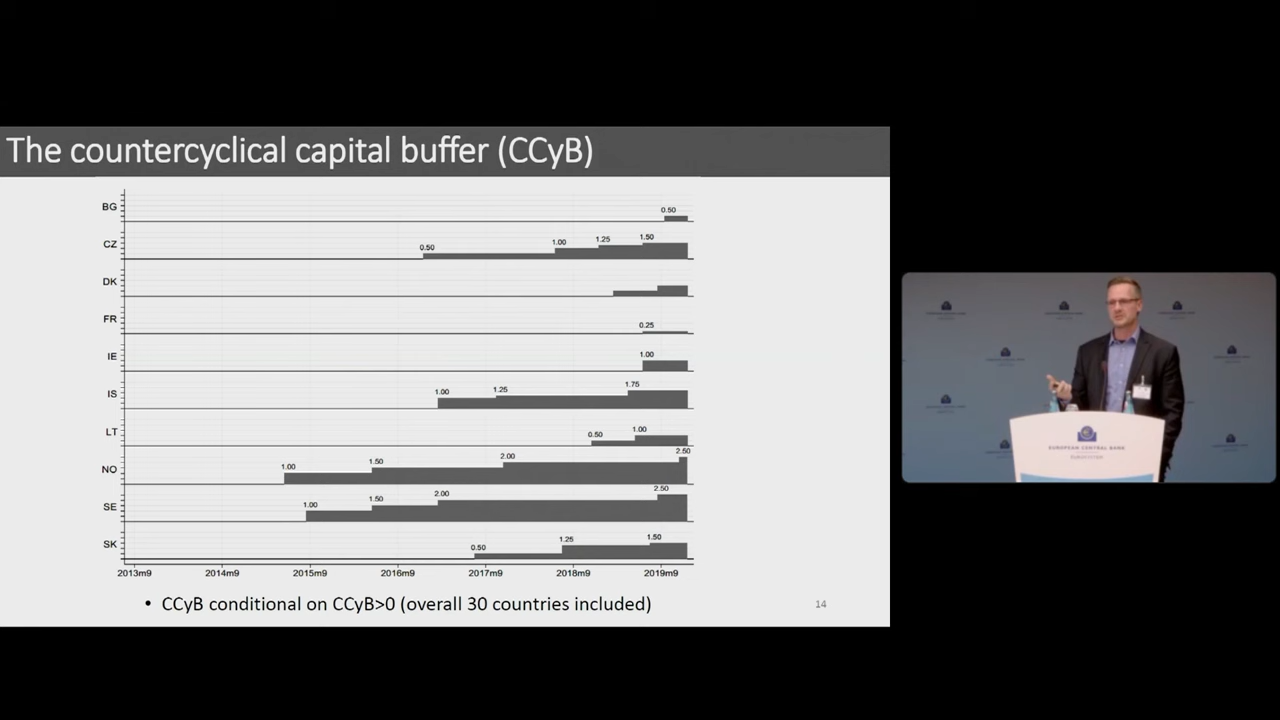 The countercyclical capital buffer (CCyB)
BG
0.50
CZ
0.50
1.00
1.25
1.50
DK
FR
0.25
IE
1.00
IS
1.00
1.25
1.75
LT
0.50
1.00
NO
1.00
1.50
2.00
2.50
SE
1.00
1.50
2.00
2.50
SK
0.50
1.25
1.50
2013m9 2014m9 2015m9 2016m9 2017m9 2018m9 2019m9
• CCyB conditional on CCyB>0 (overall 30 countries included)
14
EUROPEAN CENTRAL BANK